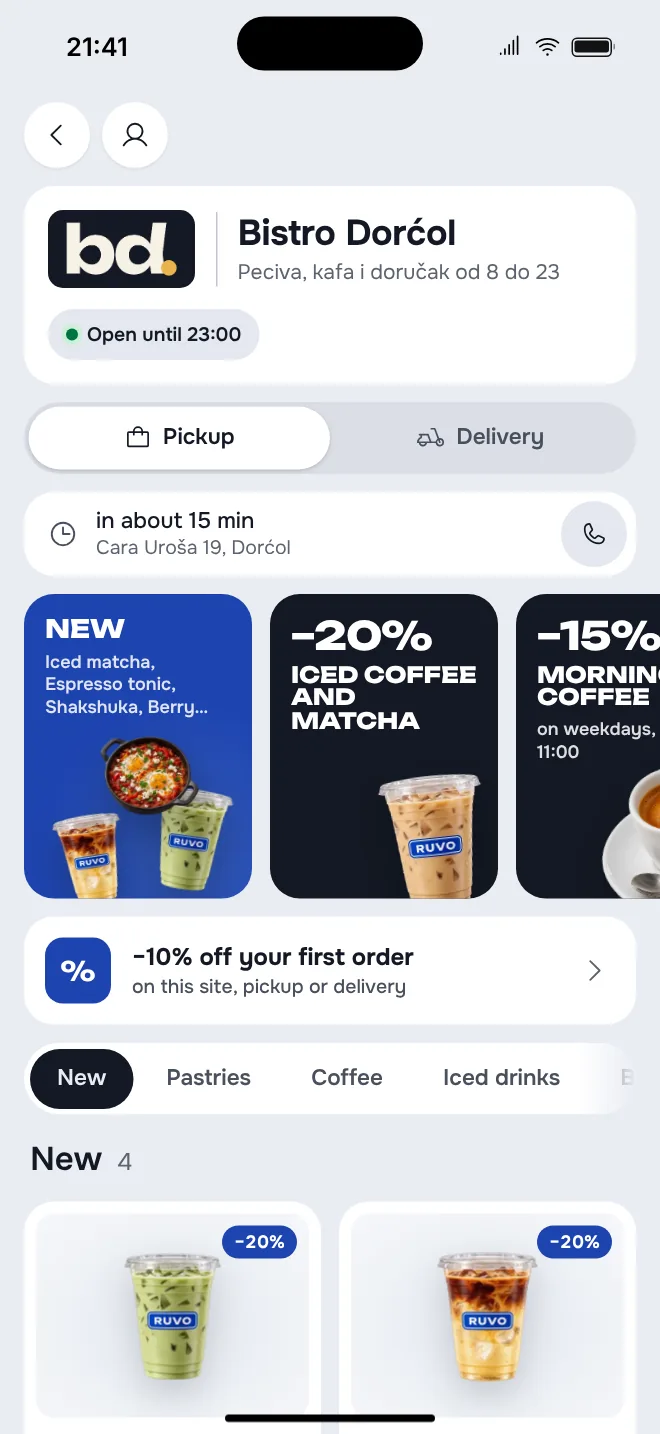 21:41
bd.
Bistro Dorćol
Peciva, kafa i doručak od 8 do 23
Open until 23:00
Pickup
Delivery
in about 15 min
Cara Uroša 19, Dorćol
NEW
Iced matcha,
Espresso tonic,
Shakshuka, Berry...
RUVO
RUVO
−20%
ICED COFFEE
AND
MATCHA
RUVO
−15%
MORNING
COFFEE
on weekdays,
11:00
%
−10% off your first order
on this site, pickup or delivery
New
Pastries
Coffee
Iced drinks
New 4
−20%
RUVO
−20%
RUVO